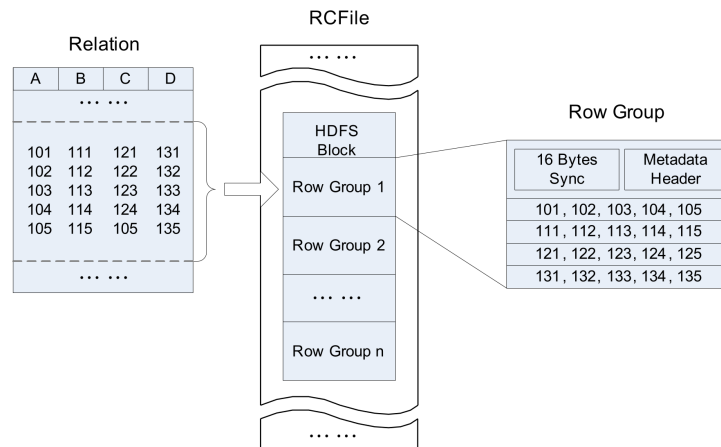 RCFile
Relation
A B C D
... ...
101 111 121 131
102 112 122 132
103 113 123 133
104 114 124 134
105 115 105 135
... ...
... ...
HDFS
Block
Row Group 1
Row Group 2
... ...
Row Group n
... ...
Row Group
16 Bytes
Sync
Metadata
Header
101, 102, 103, 104, 105
111, 112, 113, 114, 115
121, 122, 123, 124, 125
131, 132, 133, 134, 135